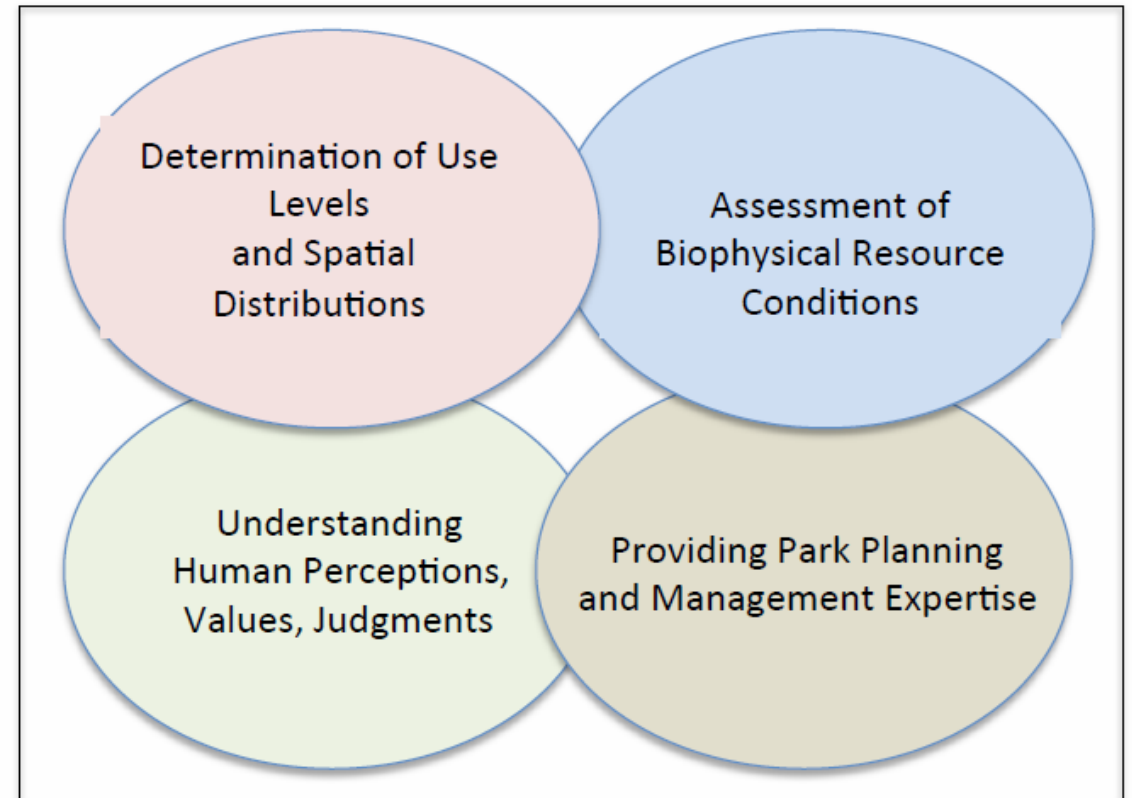 Determination of Use
Levels
and Spatial
Distributions
Assessment of
Biophysical Resource
Conditions
Understanding
Human Perceptions,
Values, Judgments
Providing Park Planning
and Management Expertise